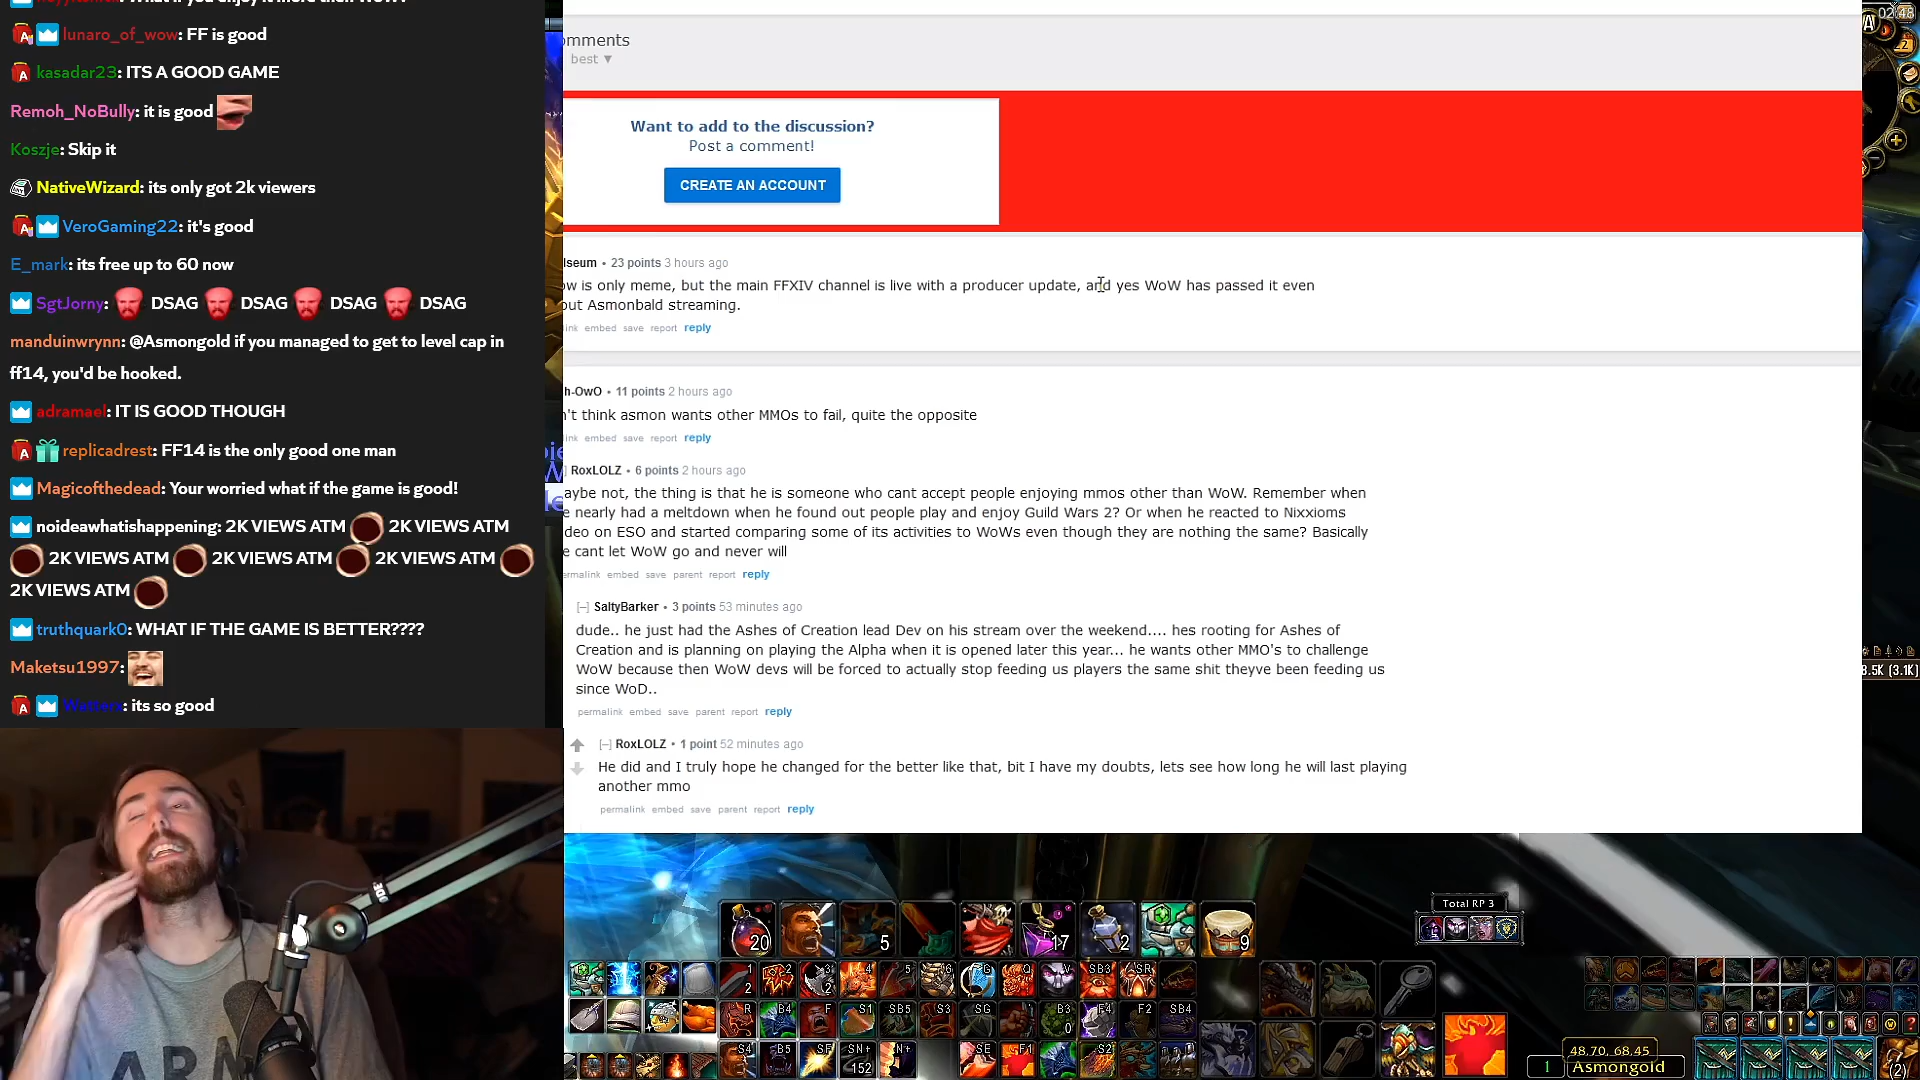 lunaro_of_wow: FF is good
kasadar23: ITS A GOOD GAME
Remoh_NoBully: it is good
Koszje: Skip it
NativeWizard: its only got 2k viewers
VeroGaming22: it's good
E_mark: its free up to 60 now
SgtJorny: DSAG DSAG DSAG DSAG
manduinwrynn: @Asmongold if you managed to get to level cap in
ff14, you'd be hooked.
adramael: IT IS GOOD THOUGH
replicadrest: FF14 is the only good one man
Magicofthedead: Your worried what if the game is good!
noideawhatishappening: 2K VIEWS ATM 2K VIEWS ATM
2K VIEWS ATM 2K VIEWS ATM 2K VIEWS ATM
2K VIEWS ATM
truthquark0: WHAT IF THE GAME IS BETTER????
Maketsu1997:
its so good
omments
best ▼
Want to add to the discussion?
Post a comment!
CREATE AN ACCOUNT
lseum • 23 points 3 hours ago
ow is only meme, but the main FFXIV channel is live with a producer update, and yes WoW has passed it even
out Asmonbald streaming.
ink embed save report reply
h-OwO • 11 points 2 hours ago
n't think asmon wants other MMOs to fail, quite the opposite
ink embed save report reply
] RoxLOLZ • 6 points 2 hours ago
aybe not, the thing is that he is someone who cant accept people enjoying mmos other than WoW. Remember when
e nearly had a meltdown when he found out people play and enjoy Guild Wars 2? Or when he reacted to Nixxioms
deo on ESO and started comparing some of its activities to WoWs even though they are nothing the same? Basically
e cant let WoW go and never will
ermalink embed save parent report reply
[–] SaltyBarker • 3 points 53 minutes ago
dude.. he just had the Ashes of Creation lead Dev on his stream over the weekend.... hes rooting for Ashes of
Creation and is planning on playing the Alpha when it is opened later this year... he wants other MMO's to challenge
WoW because then WoW devs will be forced to actually stop feeding us players the same shit theyve been feeding us
since WoD..
permalink embed save parent report reply
[–] RoxLOLZ • 1 point 52 minutes ago
He did and I truly hope he changed for the better like that, bit I have my doubts, lets see how long he will last playing
another mmo
permalink embed save parent report reply
02:48
8.5K (3.1K)
Total RP 3
20 5 17 2 9
152
48.70, 68.45
1 Asmongold
(2)